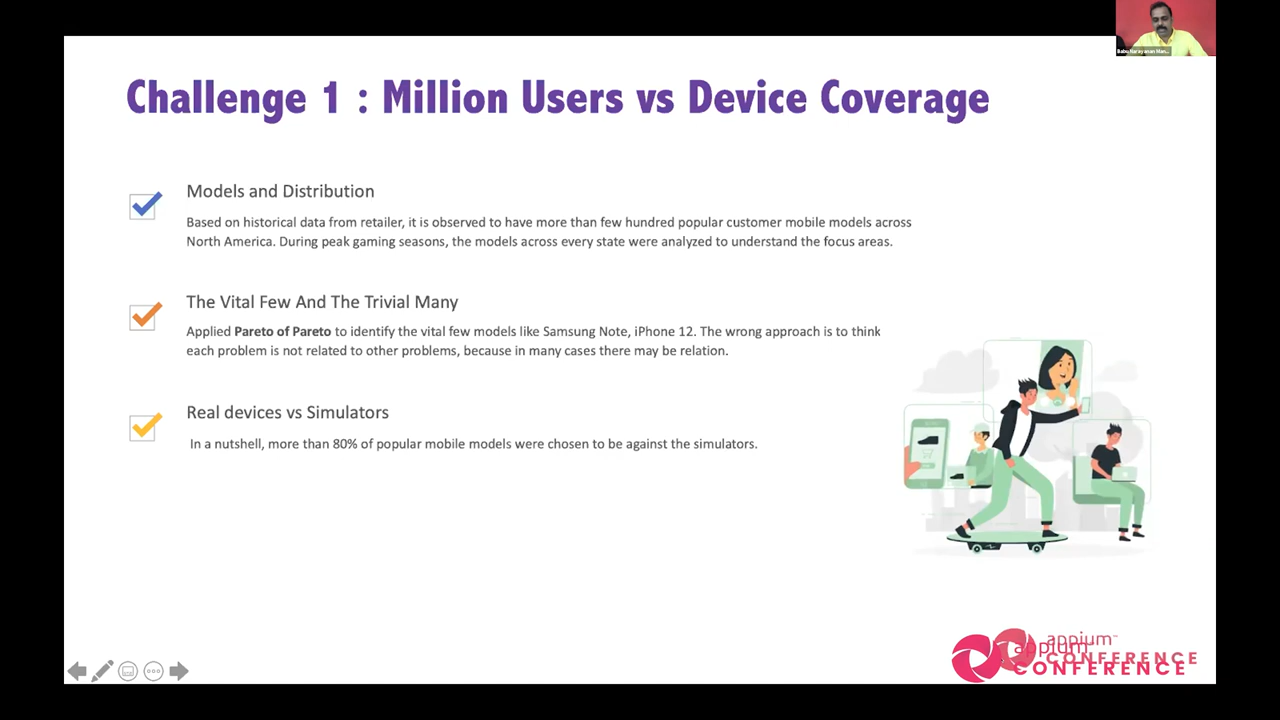 Babu Narayanan Man...
Challenge 1 : Million Users vs Device Coverage
Models and Distribution
Based on historical data from retailer, it is observed to have more than few hundred popular customer mobile models across
North America. During peak gaming seasons, the models across every state were analyzed to understand the focus areas.
The Vital Few And The Trivial Many
Applied Pareto of Pareto to identify the vital few models like Samsung Note, iPhone 12. The wrong approach is to think
each problem is not related to other problems, because in many cases there may be relation.
Real devices vs Simulators
In a nutshell, more than 80% of popular mobile models were chosen to be against the simulators.
appium™
CONFERENCE
appium
CONFERENCE